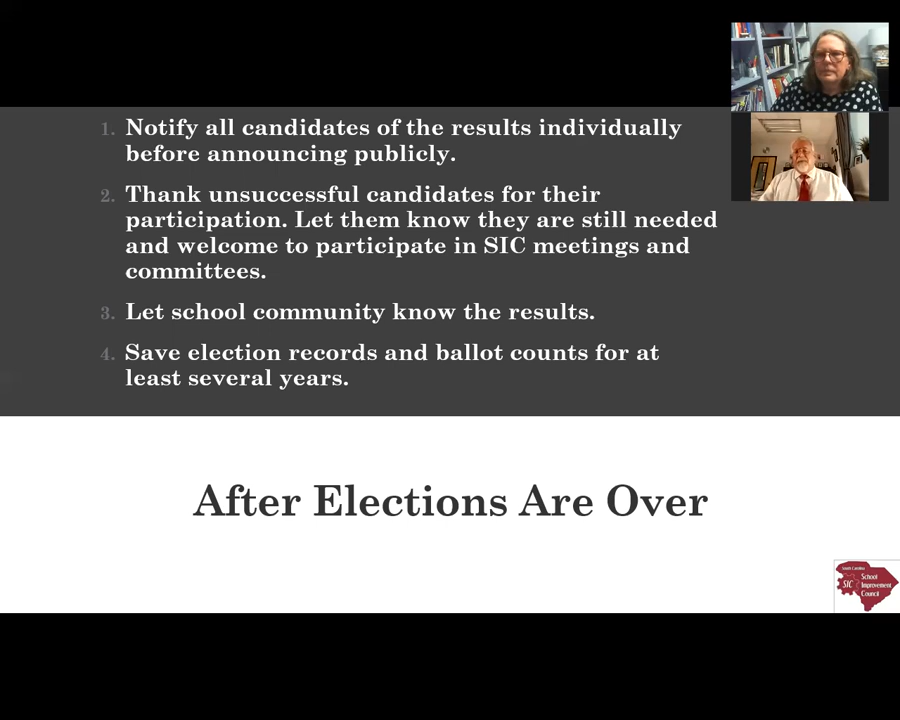 1. Notify all candidates of the results individually
before announcing publicly.
2. Thank unsuccessful candidates for their
participation. Let them know they are still needed
and welcome to participate in SIC meetings and
committees.
3. Let school community know the results.
4. Save election records and ballot counts for at
least several years.
After Elections Are Over
South Carolina
SIC
School
Improvement
Council